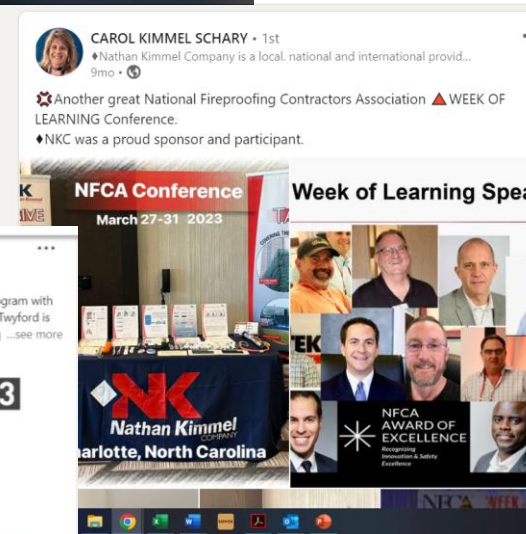 CAROL KIMMEL SCHARY • 1st
♦Nathan Kimmel Company is a local. national and international provid...
9mo •
💢Another great National Fireproofing Contractors Association 🔺WEEK OF
LEARNING Conference.
♦NKC was a proud sponsor and participant.
NFCA Conference
March 27-31 2023
NK
Nathan Kimmel
COMPANY
Charlotte, North Carolina
Week of Learning Spea
NFCA
AWARD OF
EXCELLENCE
Recognizing
Innovation & Safety
Excellence
NFCA WEEK
...
gram with
Twyford is
...see more
3